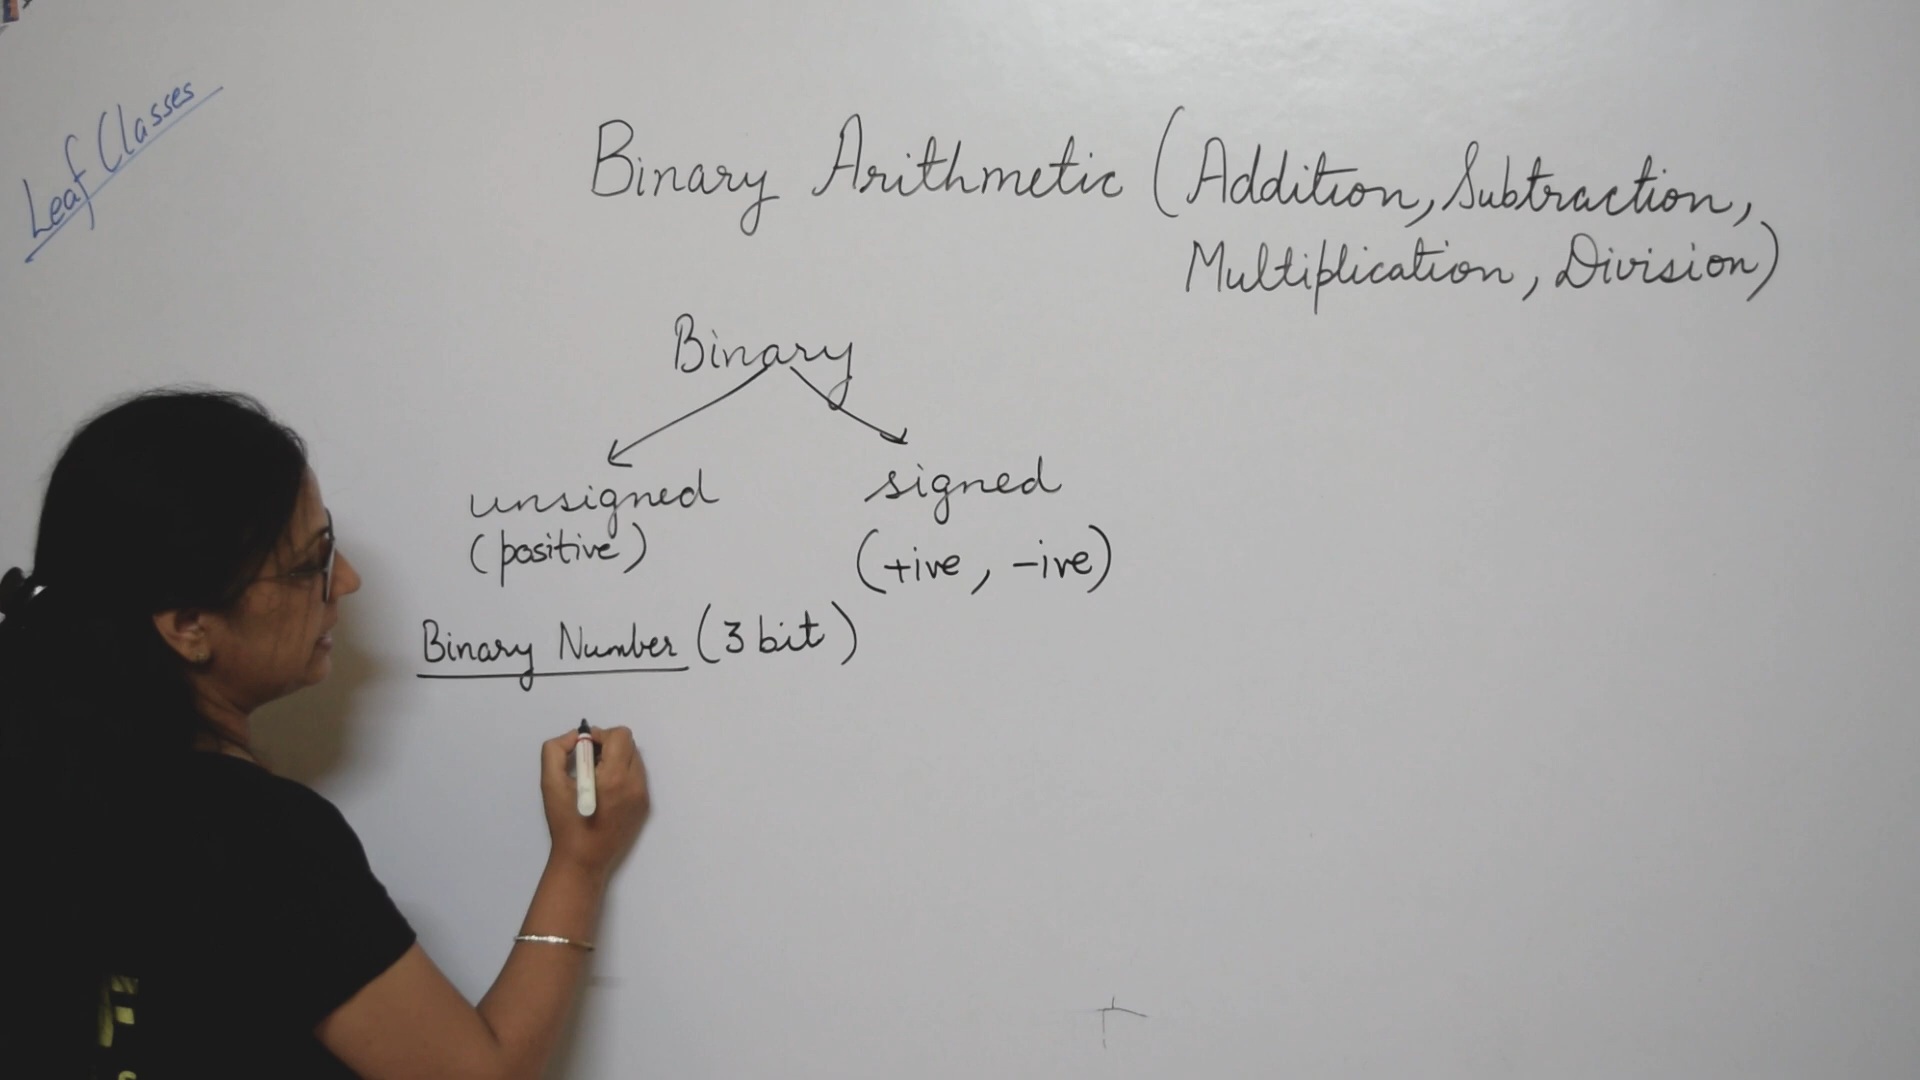 Leaf Classes
Binary Arithmetic (Addition, Subtraction,
Multiplication, Division)
Binary
unsigned signed
(positive) (+ive, -ive)
Binary Number (3 bit)